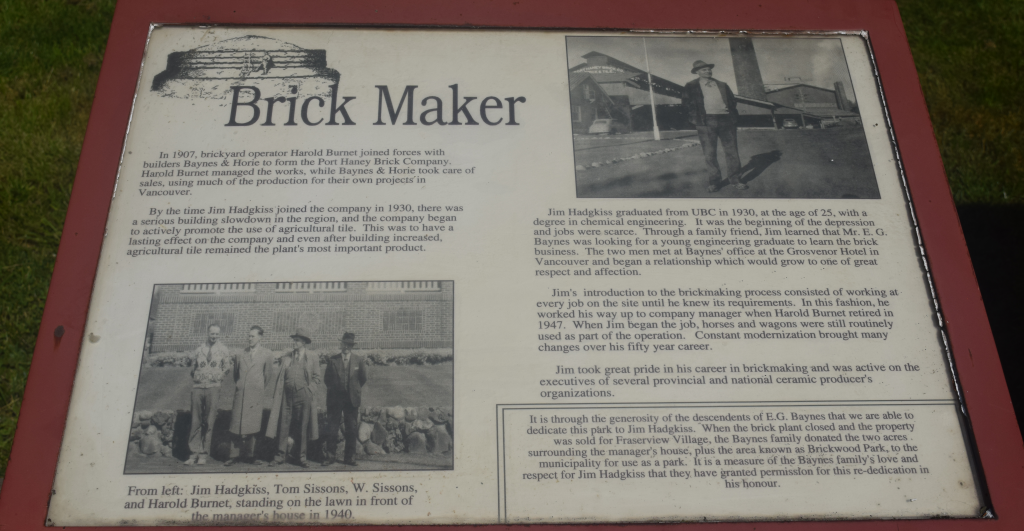 Brick Maker
In 1907, brickyard operator Harold Burnet joined forces with
builders Baynes & Horie to form the Port Haney Brick Company.
Harold Burnet managed the works, while Baynes & Horie took care of
sales, using much of the production for their own projects in
Vancouver.
By the time Jim Hadgkiss joined the company in 1930, there was
a serious building slowdown in the region, and the company began
to actively promote the use of agricultural tile. This was to have a
lasting effect on the company and even after building increased,
agricultural tile remained the plant's most important product.
From left: Jim Hadgkiss, Tom Sissons, W. Sissons,
and Harold Burnet, standing on the lawn in front of
the manager's house in 1940.
Jim Hadgkiss graduated from UBC in 1930, at the age of 25, with a
degree in chemical engineering. It was the beginning of the depression
and jobs were scarce. Through a family friend, Jim learned that Mr. E. G.
Baynes was looking for a young engineering graduate to learn the brick
business. The two men met at Baynes' office at the Grosvenor Hotel in
Vancouver and began a relationship which would grow to one of great
respect and affection.
Jim's introduction to the brickmaking process consisted of working at
every job on the site until he knew its requirements. In this fashion, he
worked his way up to company manager when Harold Burnet retired in
1947. When Jim began the job, horses and wagons were still routinely
used as part of the operation. Constant modernization brought many
changes over his fifty year career.
Jim took great pride in his career in brickmaking and was active on the
executives of several provincial and national ceramic producer's
organizations.
It is through the generosity of the descendents of E.G. Baynes that we are able to
dedicate this park to Jim Hadgkiss. When the brick plant closed and the property
was sold for Fraserview Village, the Baynes family donated the two acres
surrounding the manager's house, plus the area known as Brickwood Park, to the
municipality for use as a park. It is a measure of the Baynes family's love and
respect for Jim Hadgkiss that they have granted permission for this re-dedication in
his honour.